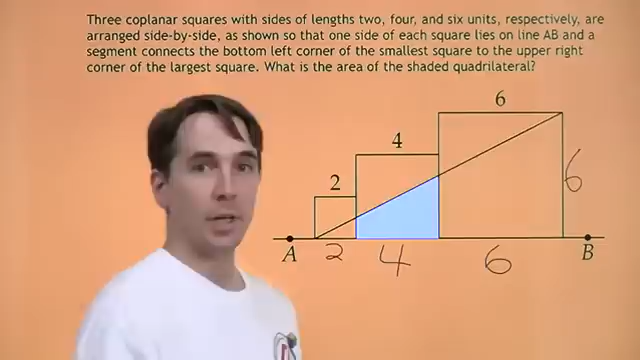 Three coplanar squares with sides of lengths two, four, and six units, respectively, are
arranged side-by-side, as shown so that one side of each square lies on line AB and a
segment connects the bottom left corner of the smallest square to the upper right
corner of the largest square. What is the area of the shaded quadrilateral?
6
4
2
6
A
2
4
6
B